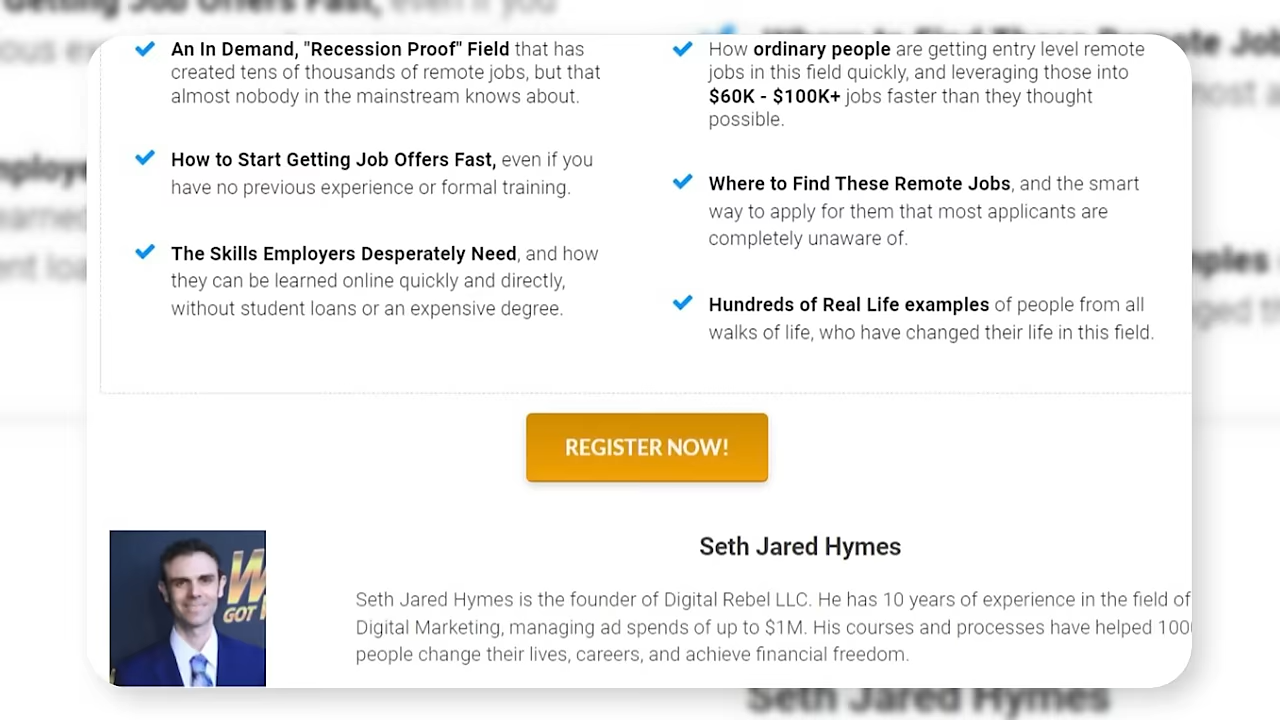 An In Demand, "Recession Proof" Field that has
created tens of thousands of remote jobs, but that
almost nobody in the mainstream knows about.
How to Start Getting Job Offers Fast, even if you
have no previous experience or formal training.
The Skills Employers Desperately Need, and how
they can be learned online quickly and directly,
without student loans or an expensive degree.
How ordinary people are getting entry level remote
jobs in this field quickly, and leveraging those into
$60K - $100K+ jobs faster than they thought
possible.
Where to Find These Remote Jobs, and the smart
way to apply for them that most applicants are
completely unaware of.
Hundreds of Real Life examples of people from all
walks of life, who have changed their life in this field.
REGISTER NOW!
Seth Jared Hymes
Seth Jared Hymes is the founder of Digital Rebel LLC. He has 10 years of experience in the field of
Digital Marketing, managing ad spends of up to $1M. His courses and processes have helped 100
people change their lives, careers, and achieve financial freedom.
GOT
Seth Jared Hymes